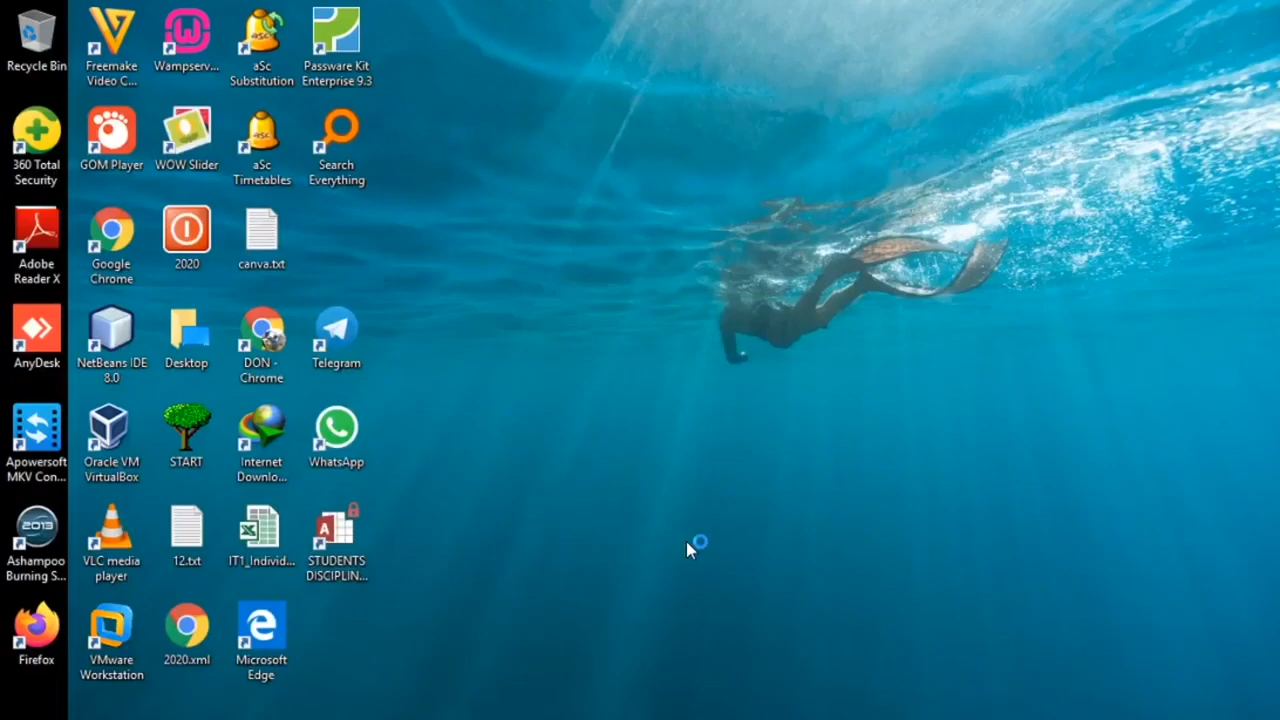 Recycle Bin
Freemake
Video C...
Wampserv...
aSc
Substitution
Passware Kit
Enterprise 9.3
360 Total
Security
GOM Player
WOW Slider
asc
aSc
Timetables
Search
Everything
Adobe
Reader X
Google
Chrome
2020
canva.txt
AnyDesk
NetBeans IDE
8.0
Desktop
DON -
Chrome
Telegram
Apowersoft
MKV Con...
Oracle VM
VirtualBox
START
Internet
Downlo...
WhatsApp
2013
Ashampoo
Burning S...
VLC media
player
12.txt
IT1_Individ...
STUDENTS
DISCIPLIN...
Firefox
VMware
Workstation
2020.xml
Microsoft
Edge